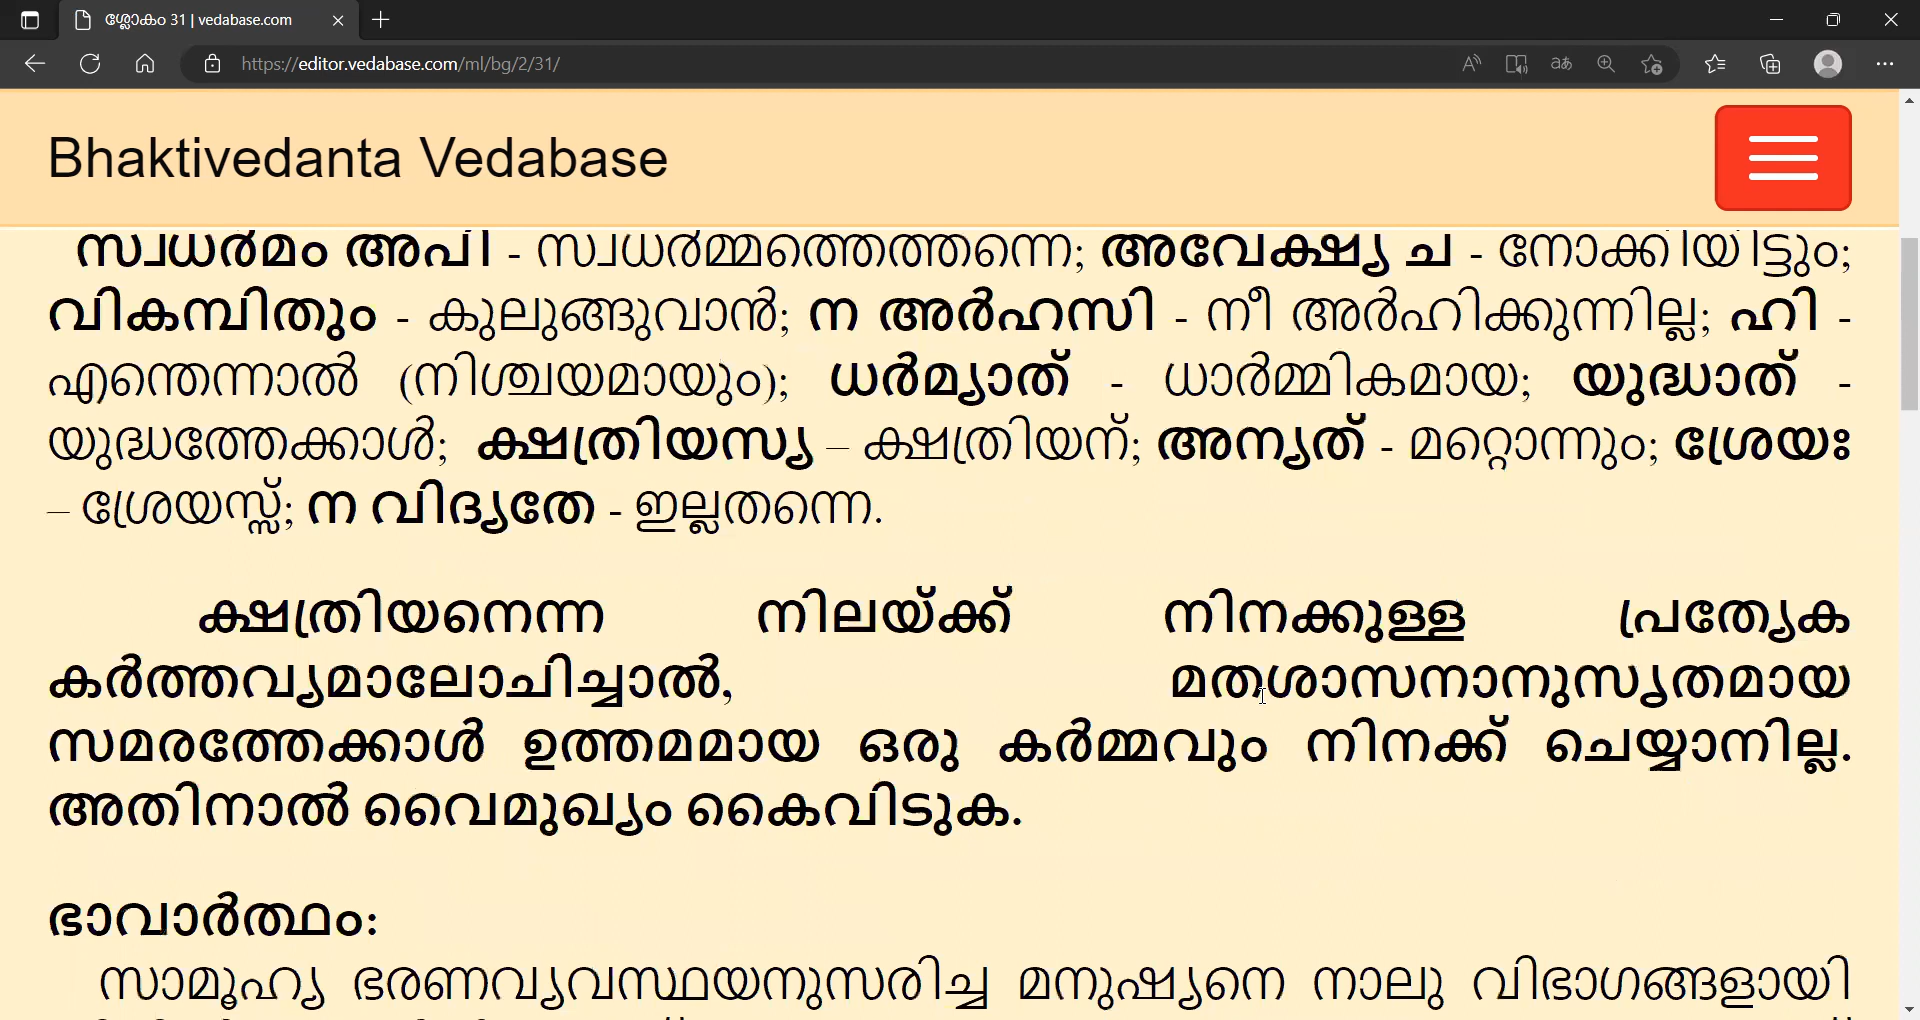 ശ്ലോകം 31 | vedabase.com
https://editor.vedabase.com/ml/bg/2/31/
Bhaktivedanta Vedabase
സ്വധർമം അപി - സ്വധർമ്മത്തെത്തന്നെ; അവേക്ഷ്യ ച - നോക്കിയിട്ടും;
വികമ്പിതും - കുലുങ്ങുവാൻ; ന അർഹസി - നീ അർഹിക്കുന്നില്ല; ഹി -
എന്തെന്നാൽ (നിശ്ചയമായും); ധർമ്യാത് - ധാർമ്മികമായ; യുദ്ധാത് -
യുദ്ധത്തേക്കാൾ; ക്ഷത്രിയസ്യ – ക്ഷത്രിയന്; അന്യത് - മറ്റൊന്നും; ശ്രേയഃ
– ശ്രേയസ്സ്; ന വിദ്യതേ - ഇല്ലതന്നെ.
ക്ഷത്രിയനെന്ന നിലയ്ക്ക് നിനക്കുള്ള പ്രത്യേക
കർത്തവ്യമാലോചിച്ചാൽ, മതശാസനാനുസൃതമായ
സമരത്തേക്കാൾ ഉത്തമമായ ഒരു കർമ്മവും നിനക്ക് ചെയ്യാനില്ല.
അതിനാൽ വൈമുഖ്യം കൈവിടുക.
ഭാവാർത്ഥം:
സാമൂഹ്യ ഭരണവ്യവസ്ഥയനുസരിച്ച് മനുഷ്യനെ നാലു വിഭാഗങ്ങളായി